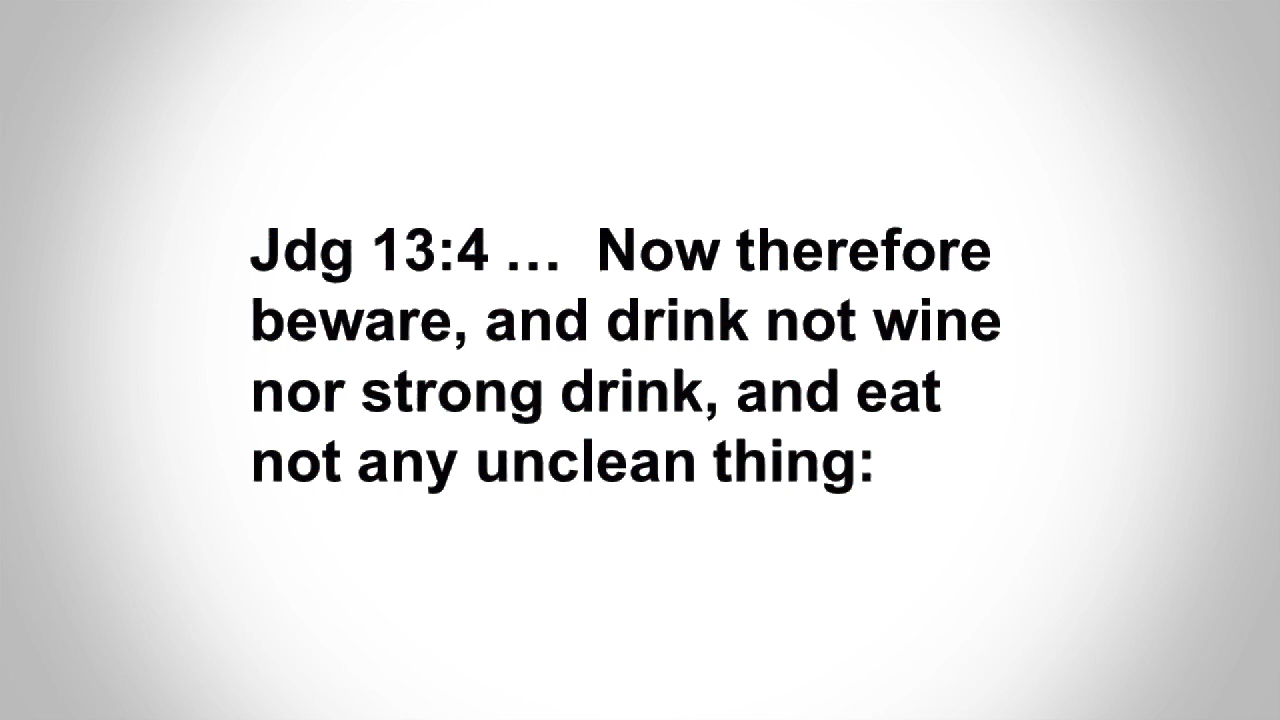 Jdg 13:4 …  Now therefore
beware, and drink not wine
nor strong drink, and eat
not any unclean thing: